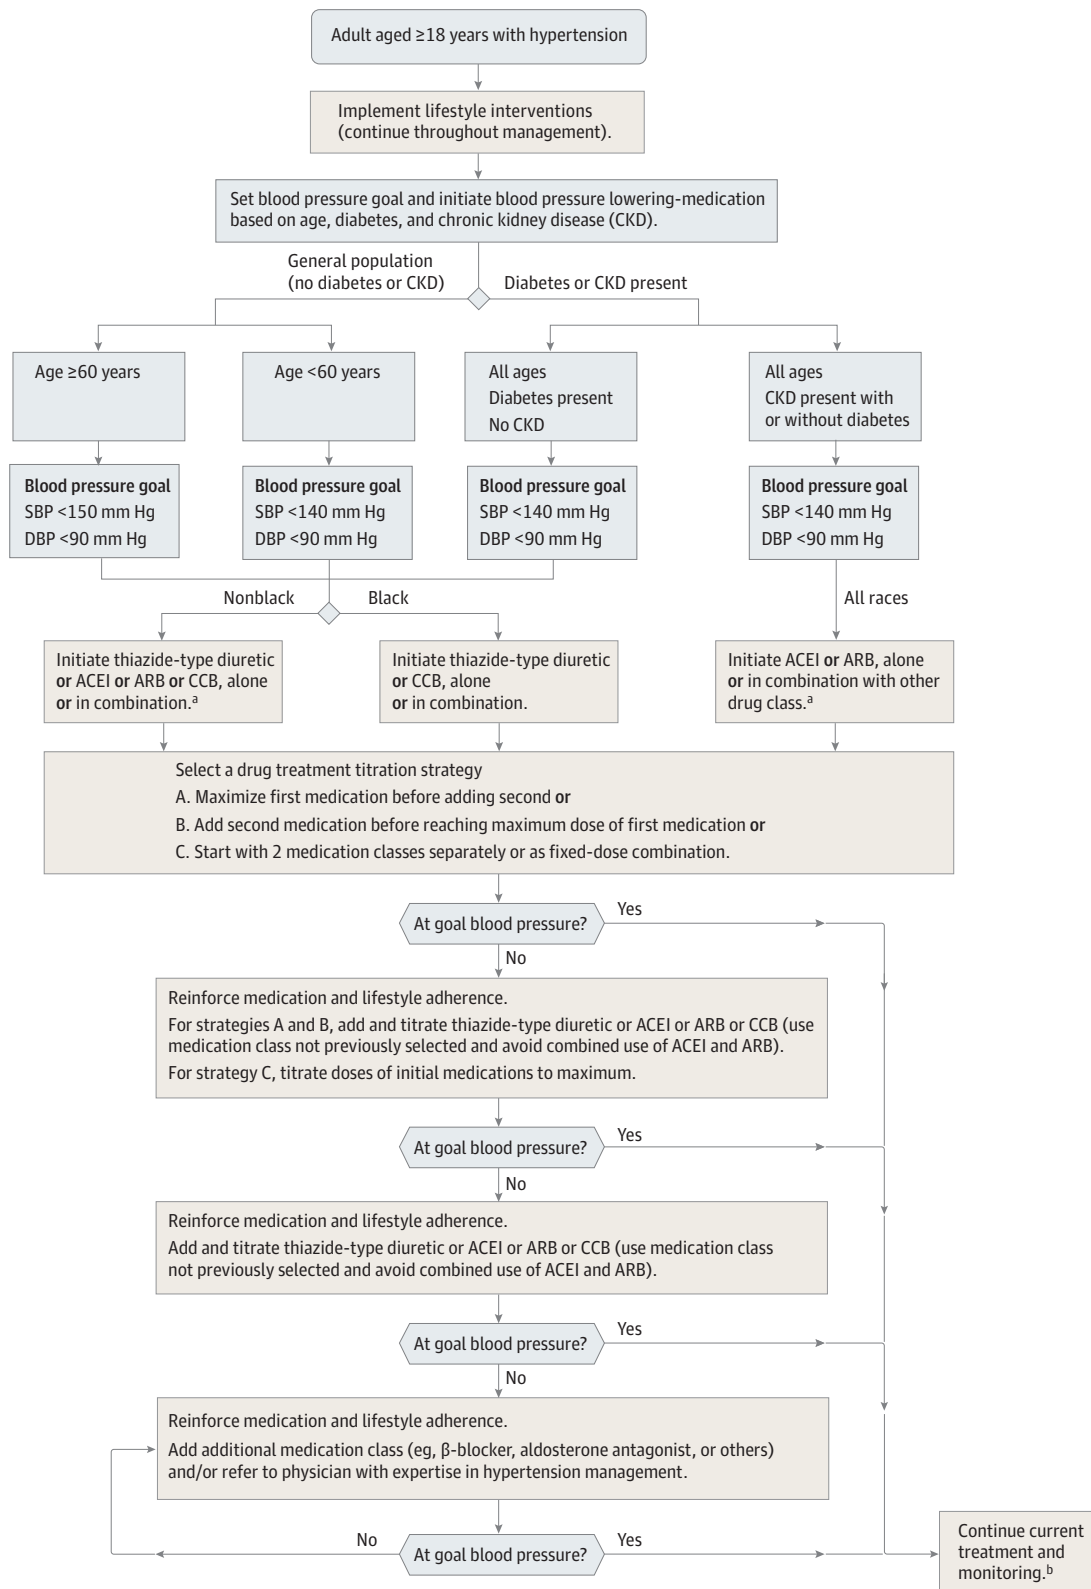 Adult aged ≥18 years with hypertension
Implement lifestyle interventions
(continue throughout management).
Set blood pressure goal and initiate blood pressure lowering-medication
based on age, diabetes, and chronic kidney disease (CKD).
General population
(no diabetes or CKD)
Diabetes or CKD present
Age ≥60 years
Age <60 years
All ages
Diabetes present
No CKD
All ages
CKD present with
or without diabetes
Blood pressure goal
SBP <150 mm Hg
DBP <90 mm Hg
Blood pressure goal
SBP <140 mm Hg
DBP <90 mm Hg
Blood pressure goal
SBP <140 mm Hg
DBP <90 mm Hg
Blood pressure goal
SBP <140 mm Hg
DBP <90 mm Hg
Nonblack
Black
All races
Initiate thiazide-type diuretic
or ACEI or ARB or CCB, alone
or in combination.a
Initiate thiazide-type diuretic
or CCB, alone
or in combination.
Initiate ACEI or ARB, alone
or in combination with other
drug class.a
Select a drug treatment titration strategy
A. Maximize first medication before adding second or
B. Add second medication before reaching maximum dose of first medication or
C. Start with 2 medication classes separately or as fixed-dose combination.
At goal blood pressure?
Yes
No
Reinforce medication and lifestyle adherence.
For strategies A and B, add and titrate thiazide-type diuretic or ACEI or ARB or CCB (use
medication class not previously selected and avoid combined use of ACEI and ARB).
For strategy C, titrate doses of initial medications to maximum.
At goal blood pressure?
Yes
No
Reinforce medication and lifestyle adherence.
Add and titrate thiazide-type diuretic or ACEI or ARB or CCB (use medication class
not previously selected and avoid combined use of ACEI and ARB).
At goal blood pressure?
Yes
No
Reinforce medication and lifestyle adherence.
Add additional medication class (eg, β-blocker, aldosterone antagonist, or others)
and/or refer to physician with expertise in hypertension management.
No
At goal blood pressure?
Yes
Continue current
treatment and
monitoring.b